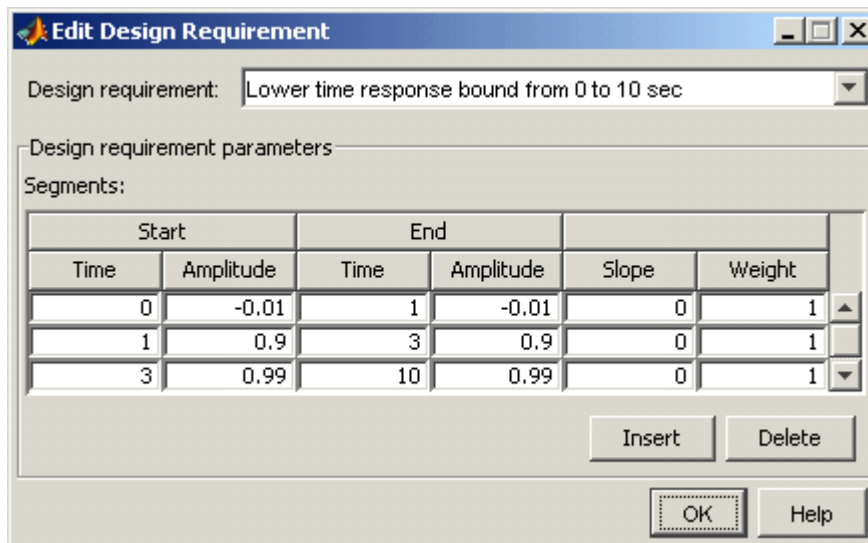 Edit Design Requirement
Design requirement: Lower time response bound from 0 to 10 sec
Design requirement parameters
Segments:
Start End
Time Amplitude Time Amplitude Slope Weight
0 -0.01 1 -0.01 0 1
1 0.9 3 0.9 0 1
3 0.99 10 0.99 0 1
Insert Delete
OK Help